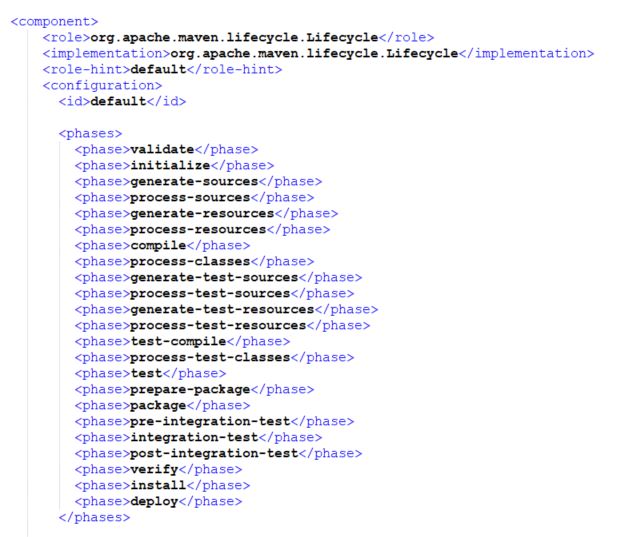 <component>
<role>org.apache.maven.lifecycle.Lifecycle</role>
<implementation>org.apache.maven.lifecycle.Lifecycle</implementation>
<role-hint>default</role-hint>
<configuration>
<id>default</id>
<phases>
<phase>validate</phase>
<phase>initialize</phase>
<phase>generate-sources</phase>
<phase>process-sources</phase>
<phase>generate-resources</phase>
<phase>process-resources</phase>
<phase>compile</phase>
<phase>process-classes</phase>
<phase>generate-test-sources</phase>
<phase>process-test-sources</phase>
<phase>generate-test-resources</phase>
<phase>process-test-resources</phase>
<phase>test-compile</phase>
<phase>process-test-classes</phase>
<phase>test</phase>
<phase>prepare-package</phase>
<phase>package</phase>
<phase>pre-integration-test</phase>
<phase>integration-test</phase>
<phase>post-integration-test</phase>
<phase>verify</phase>
<phase>install</phase>
<phase>deploy</phase>
</phases>